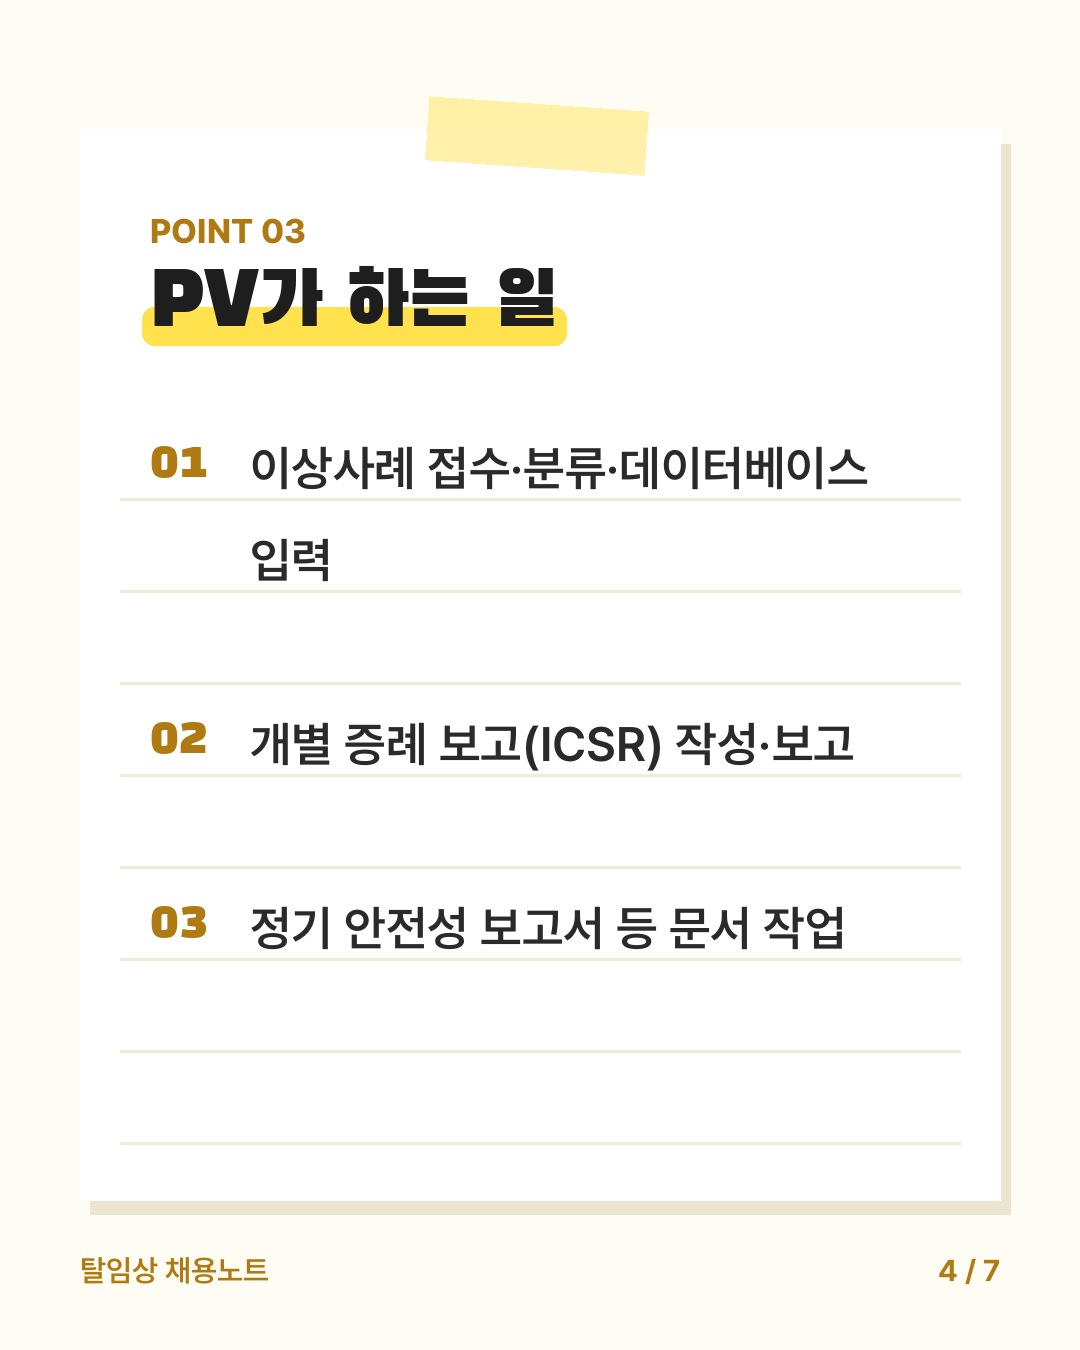 POINT 03
PV가 하는 일
01 이상사례 접수·분류·데이터베이스
입력
02 개별 증례 보고(ICSR) 작성·보고
03 정기 안전성 보고서 등 문서 작업
탈임상 채용노트
4 / 7